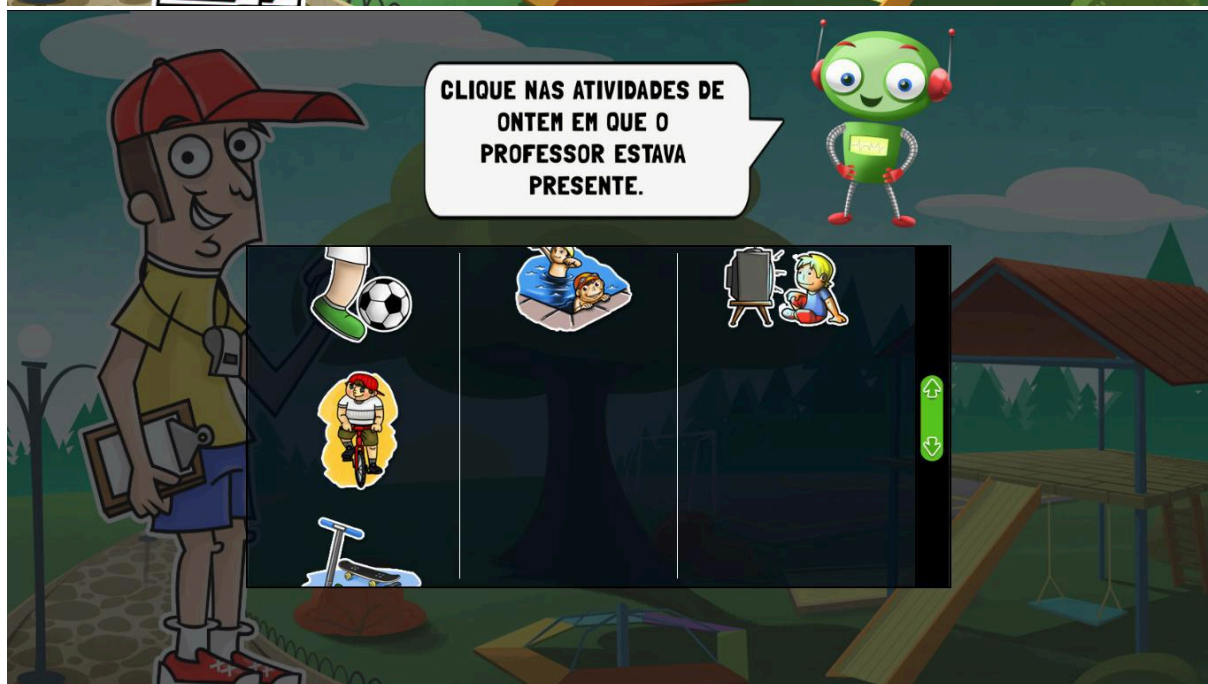 CLIQUE NAS ATIVIDADES DE
ONTEM EM QUE O
PROFESSOR ESTAVA
PRESENTE.